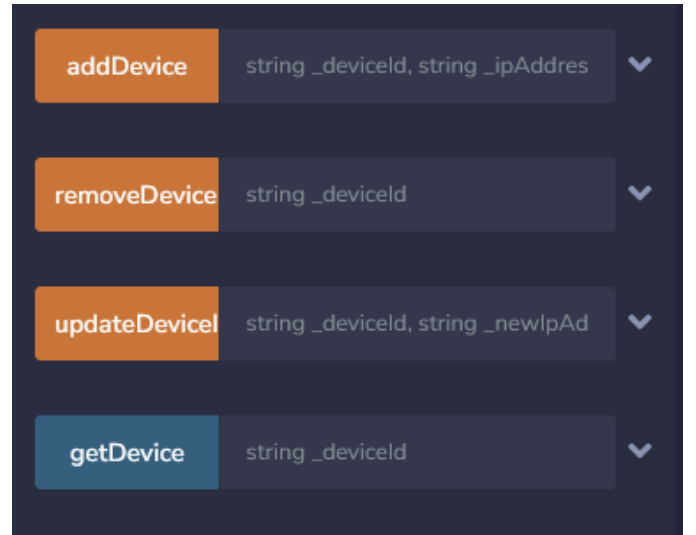 addDevice string _deviceId, string _ipAddres
removeDevice string _deviceId
updateDeviceI string _deviceId, string _newIpAd
getDevice string _deviceId